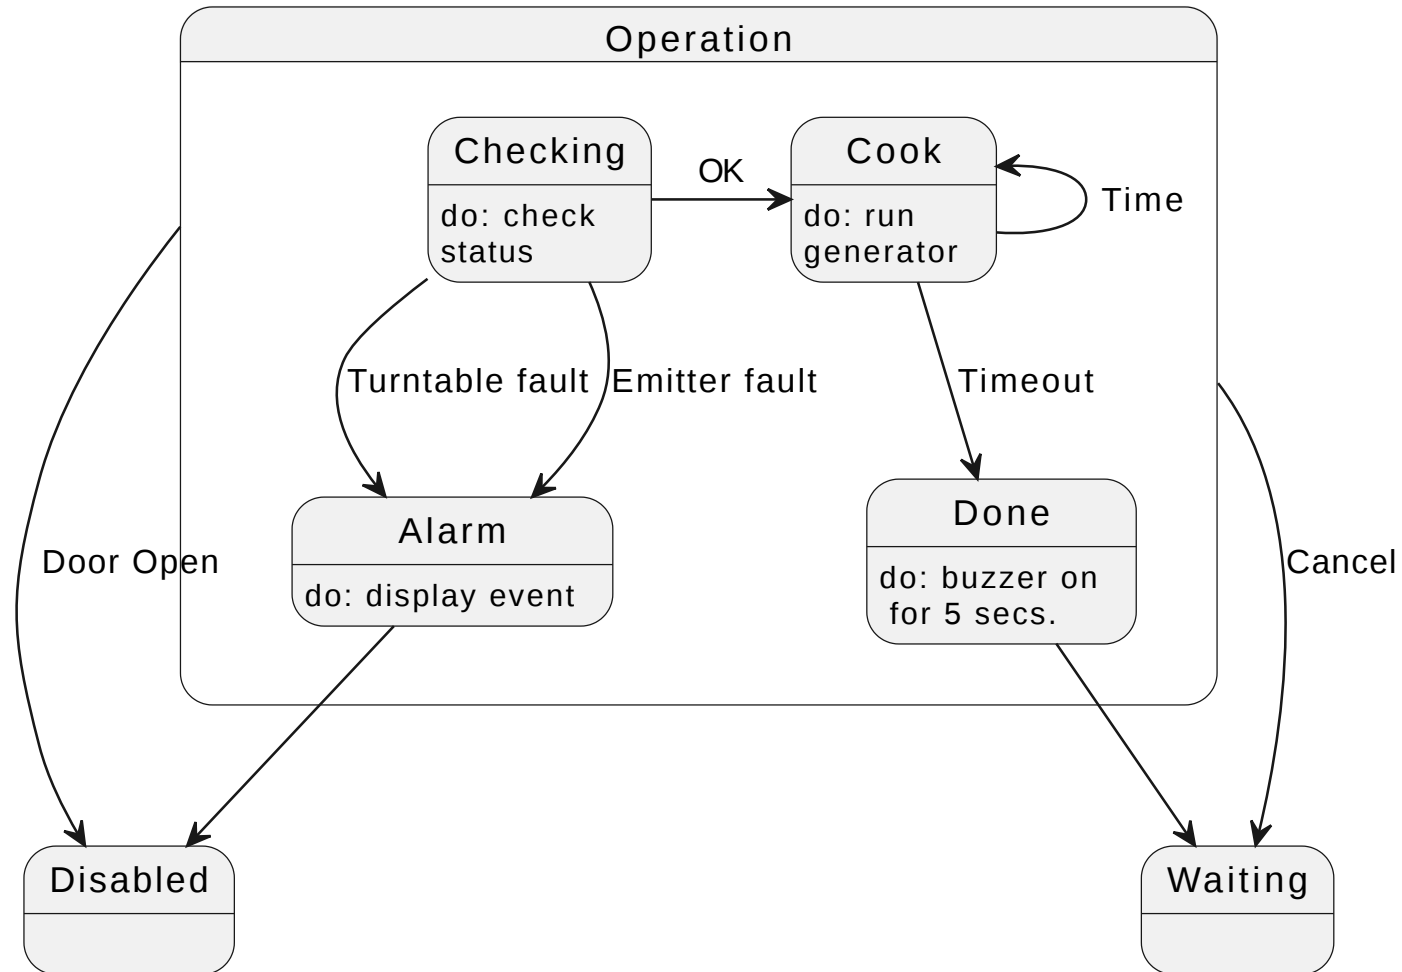 Operation
Checking
do: check
status
OK
Cook
do: run
generator
Time
Turntable fault
Emitter fault
Timeout
Alarm
do: display event
Done
do: buzzer on
for 5 secs.
Door Open
Cancel
Disabled
Waiting